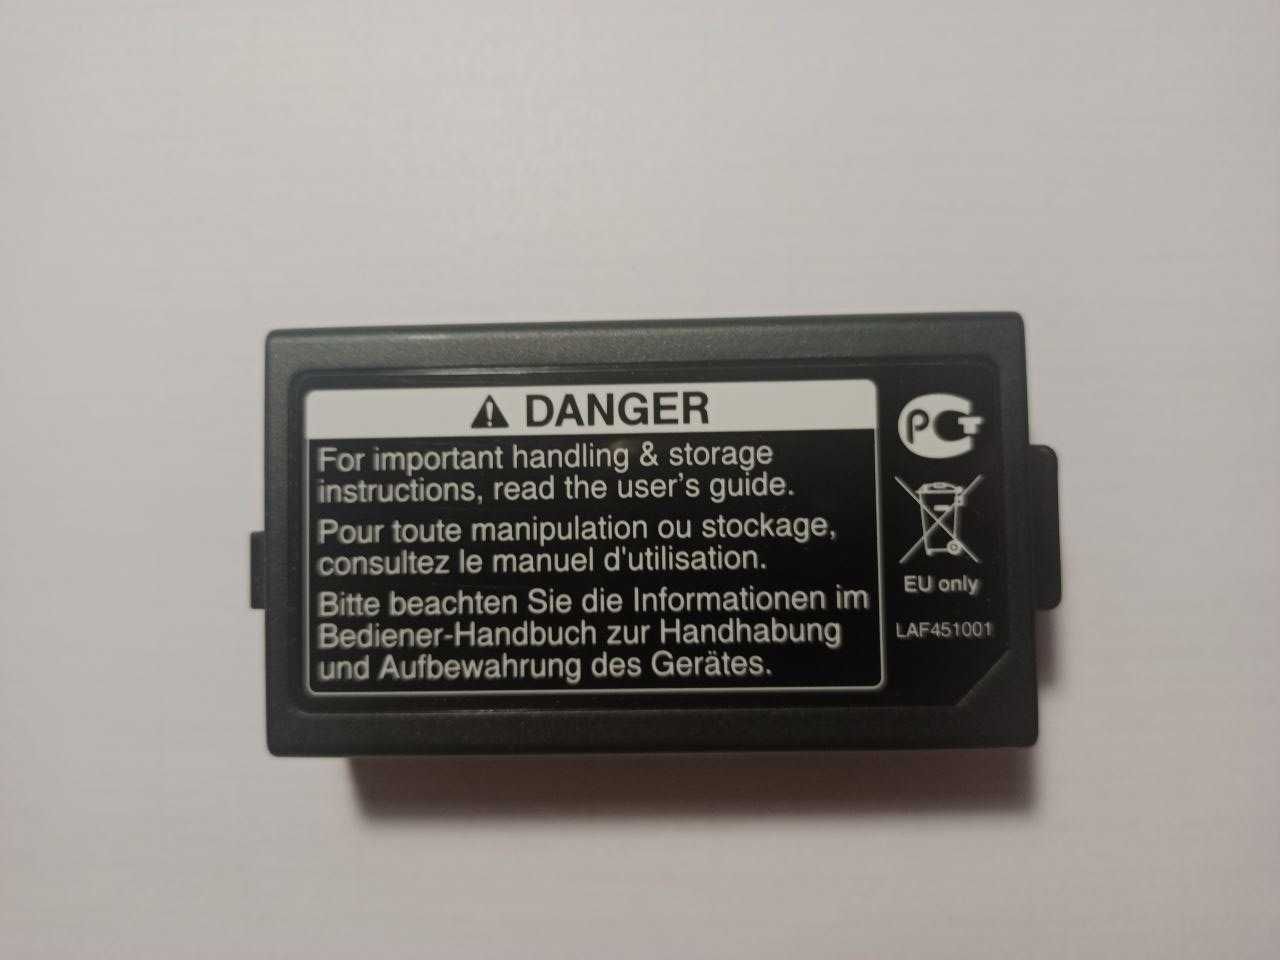 DANGER
For important handling & storage
instructions, read the user's guide.
Pour toute manipulation ou stockage,
consultez le manuel d'utilisation.
Bitte beachten Sie die Informationen im
Bediener-Handbuch zur Handhabung
und Aufbewahrung des Gerätes.
РСТ
EU only
LAF451001